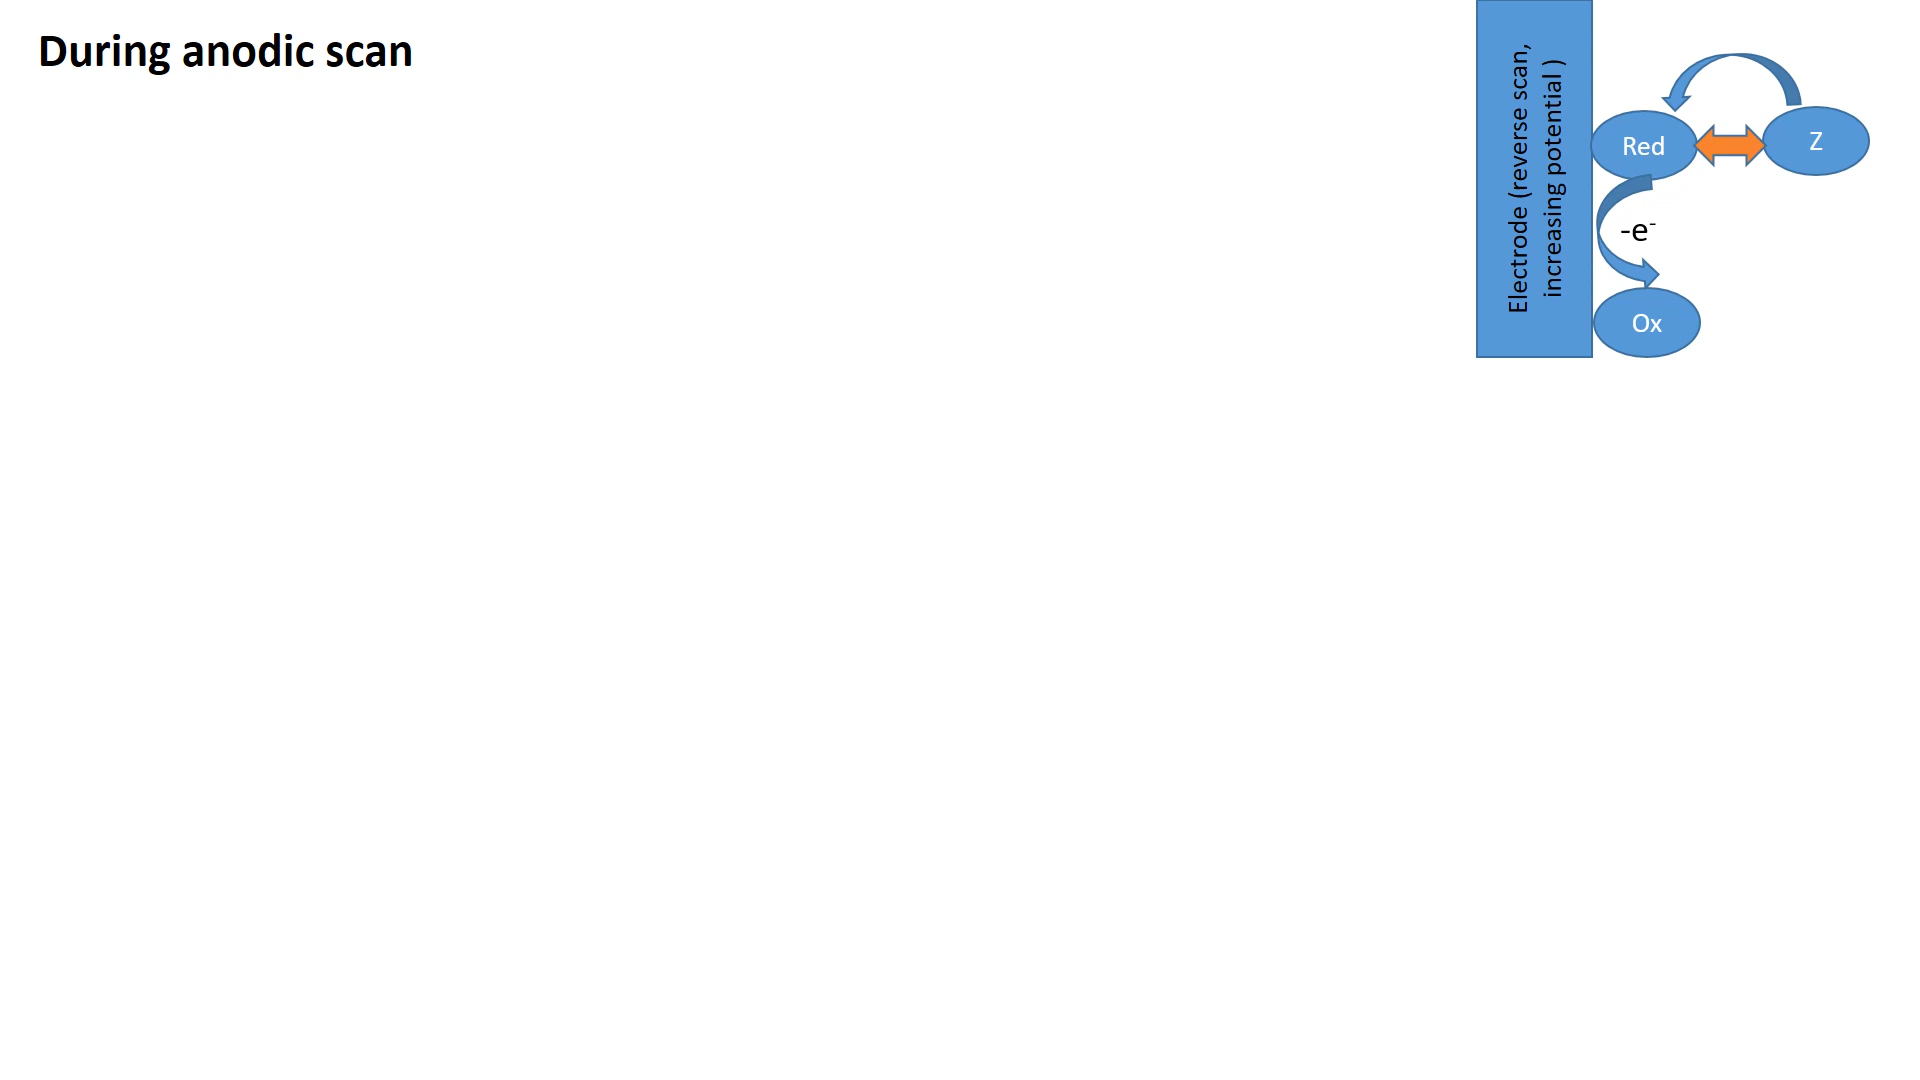 During anodic scan
Electrode (reverse scan,
increasing potential )
Red
Z
-e-
Ox